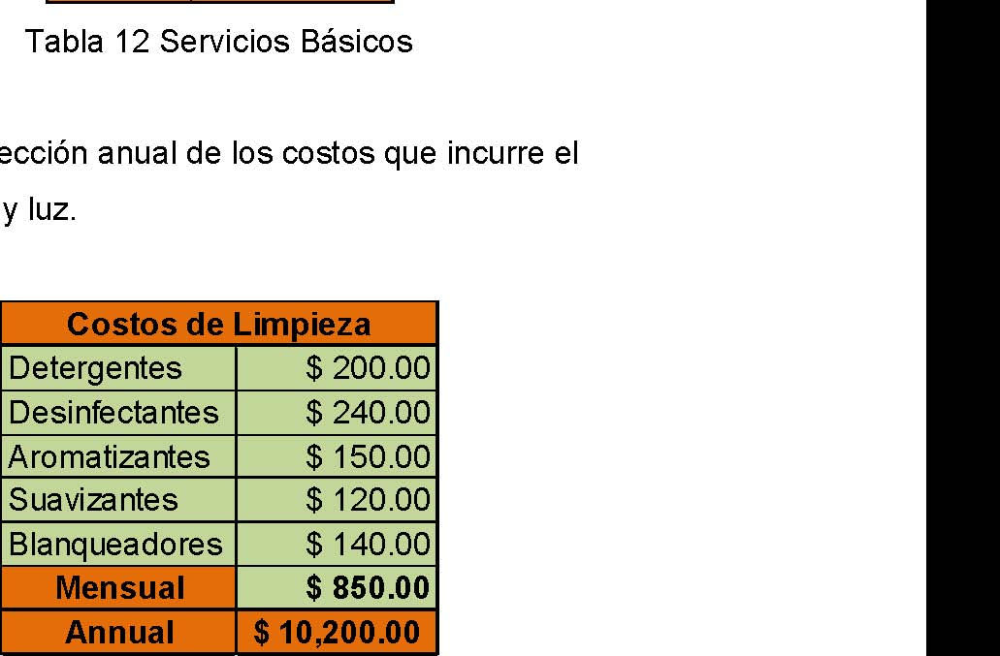 Tabla 12 Servicios Básicos
ección anual de los costos que incurre el
y luz.
Costos de Limpieza
Detergentes $ 200.00
Desinfectantes $ 240.00
Aromatizantes $ 150.00
Suavizantes $ 120.00
Blanqueadores $ 140.00
Mensual $ 850.00
Annual $ 10,200.00